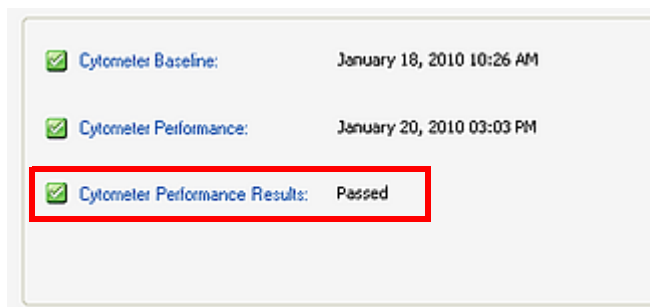 Cytometer Baseline: January 18, 2010 10:26 AM
Cytometer Performance: January 20, 2010 03:03 PM
Cytometer Performance Results: Passed